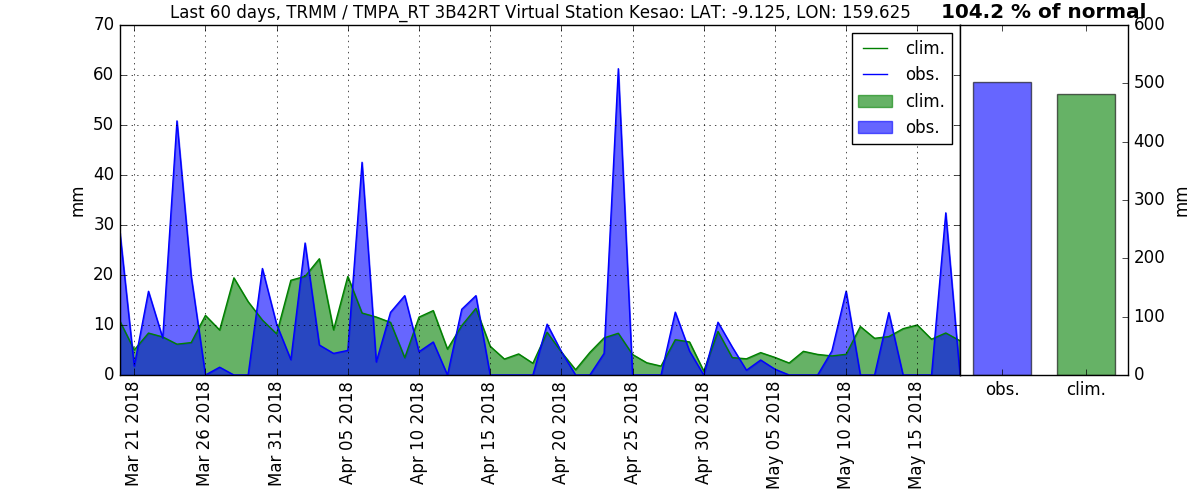 Last 60 days, TRMM / TMPA_RT 3B42RT Virtual Station Kesao: LAT: -9.125, LON: 159.625
104.2 % of normal
70
60
50
40
30
20
10
0
mm
clim.
obs.
clim.
obs.
600
500
400
300
200
100
0
mm
obs.
clim.
Mar 21 2018
Mar 26 2018
Mar 31 2018
Apr 05 2018
Apr 10 2018
Apr 15 2018
Apr 20 2018
Apr 25 2018
Apr 30 2018
May 05 2018
May 10 2018
May 15 2018